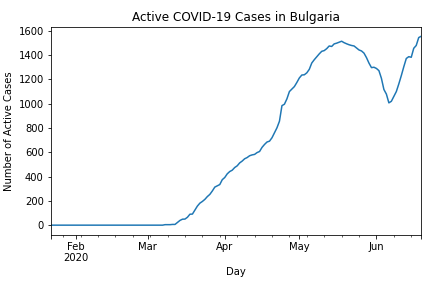 Active COVID-19 Cases in Bulgaria
Number of Active Cases
1600
1400
1200
1000
800
600
400
200
0
Feb Mar Apr May Jun
2020
Day